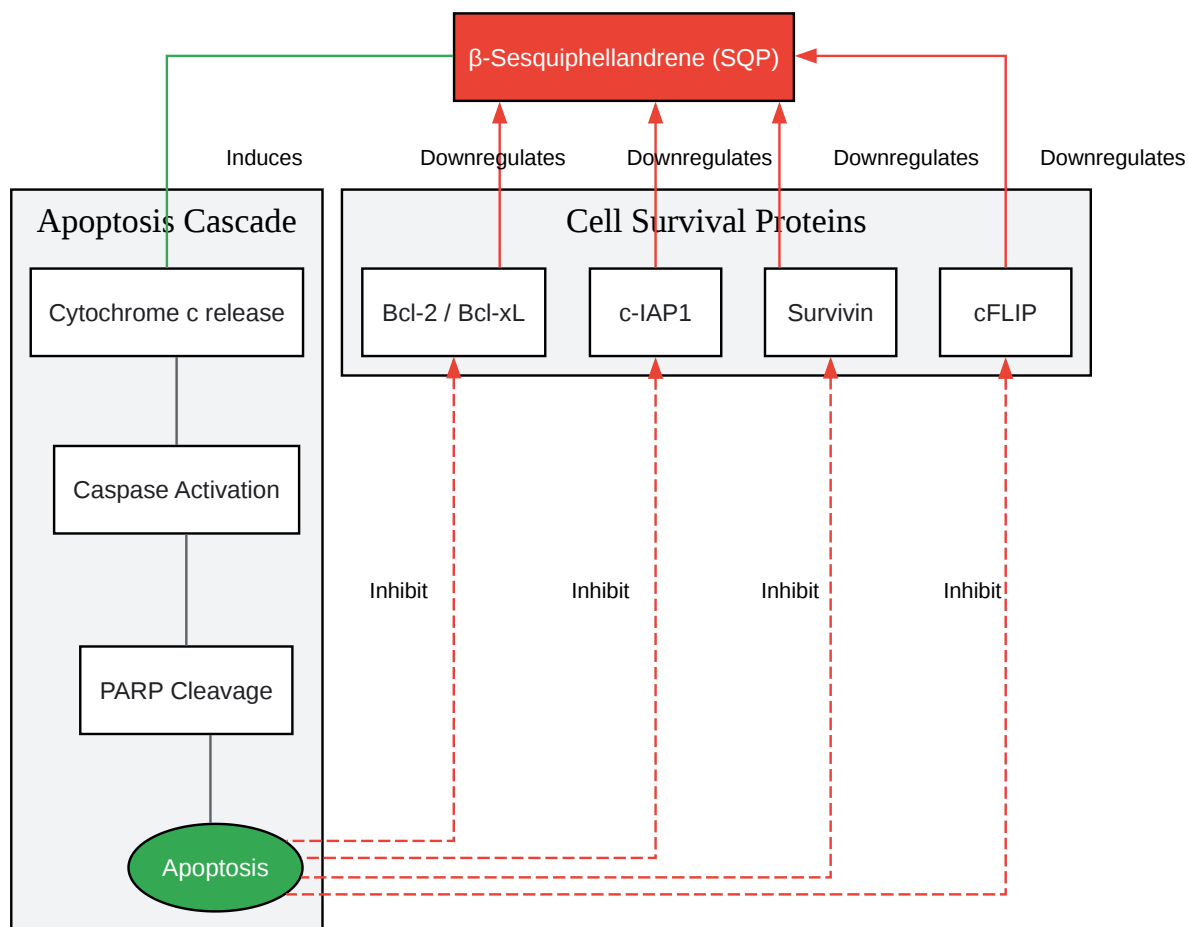 β-Sesquiphellandrene (SQP)
Induces
Downregulates
Downregulates
Downregulates
Downregulates
Apoptosis Cascade
Cell Survival Proteins
Cytochrome c release
Bcl-2 / Bcl-xL
c-IAP1
Survivin
cFLIP
Caspase Activation
Inhibit
Inhibit
Inhibit
Inhibit
PARP Cleavage
Apoptosis